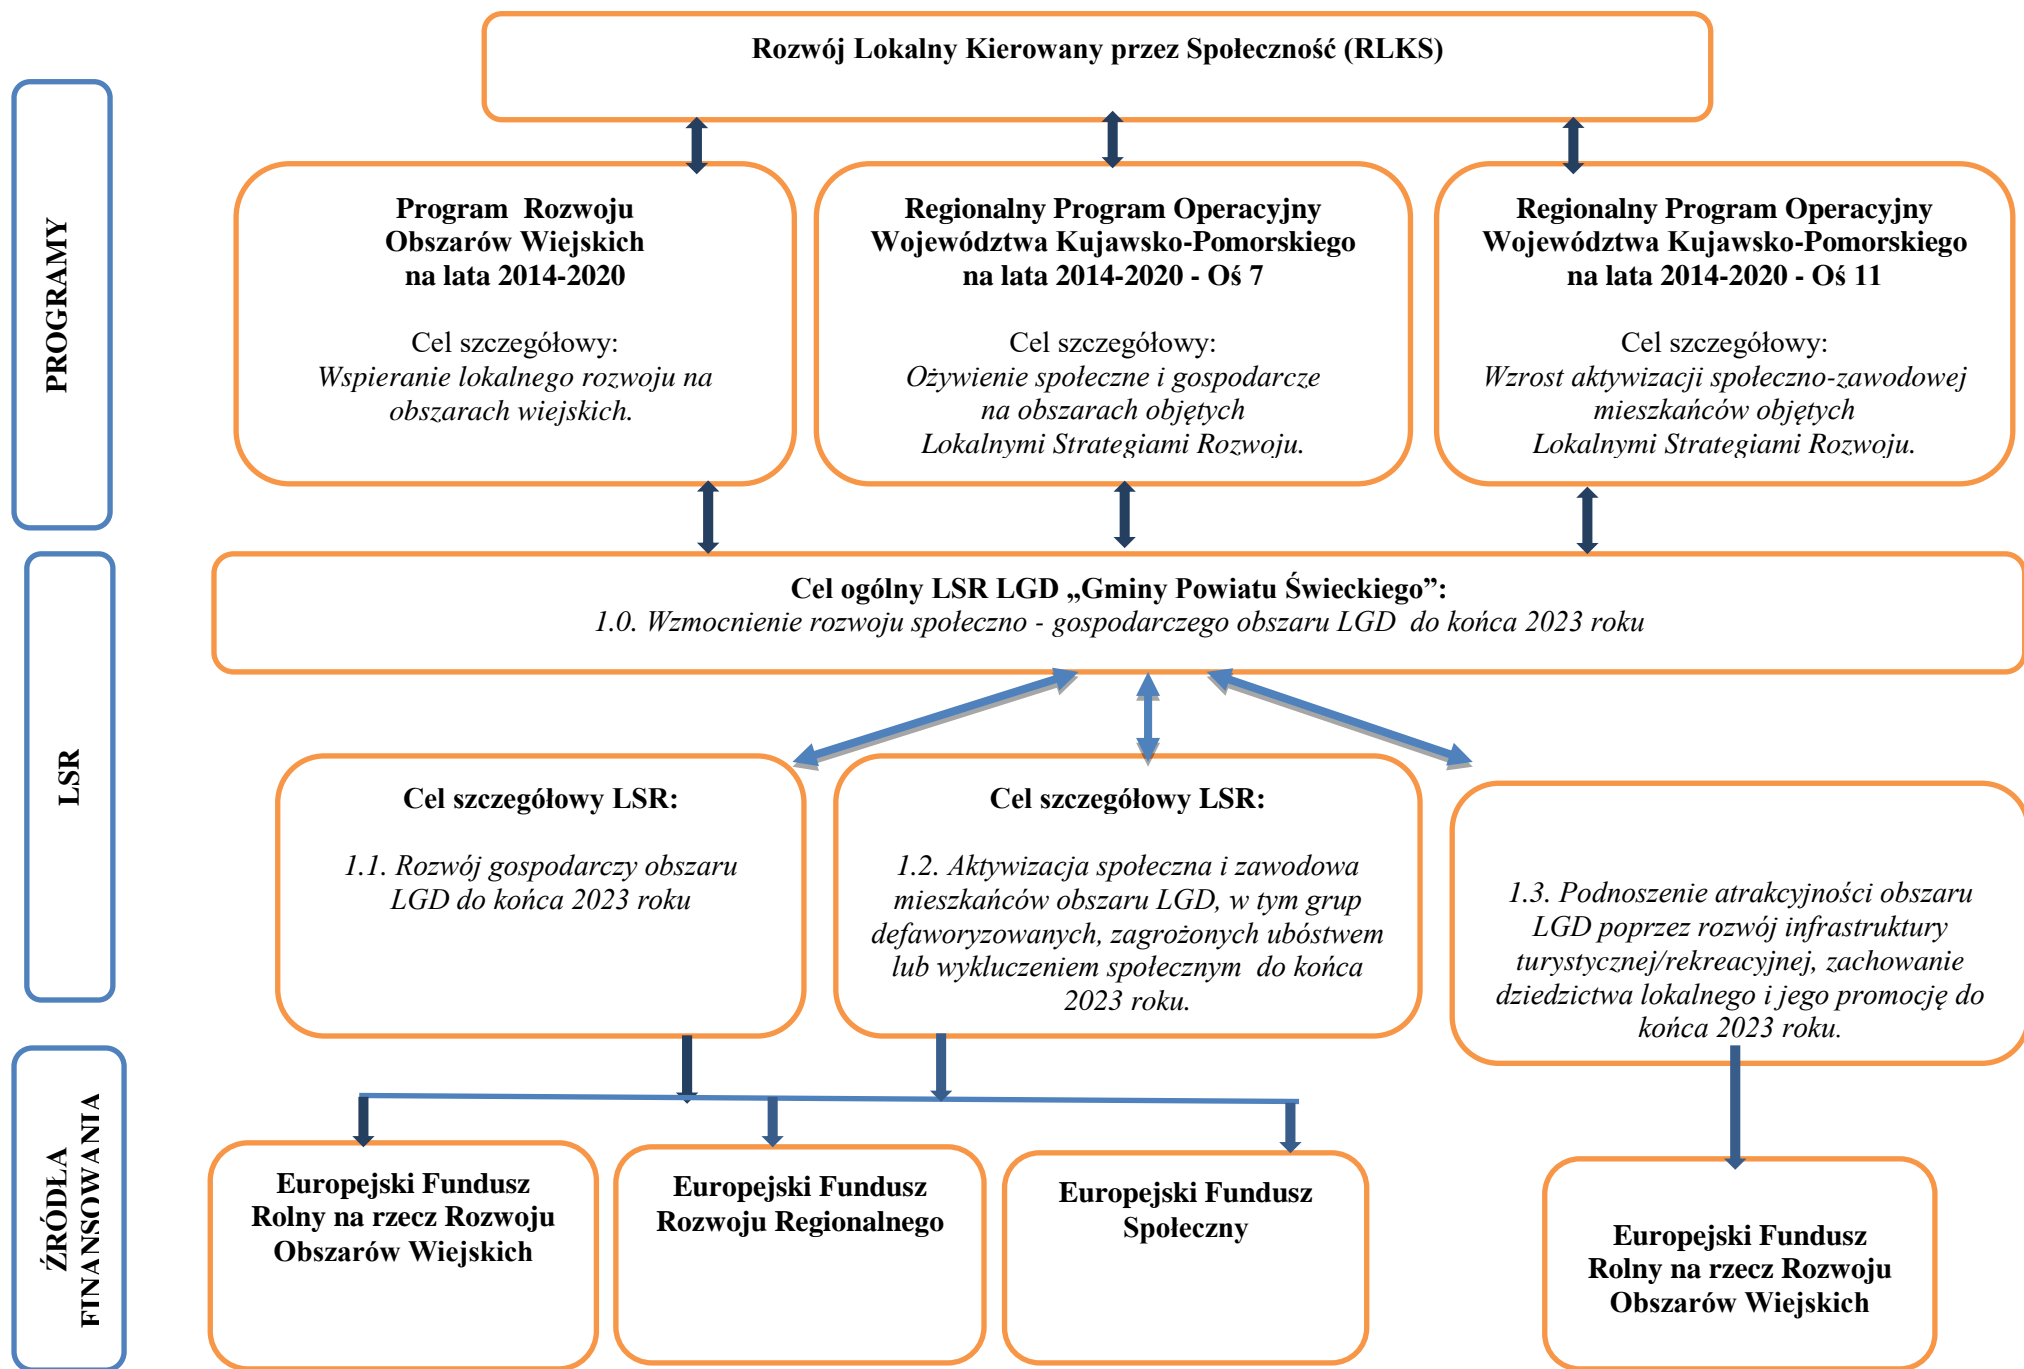 Rozwój Lokalny Kierowany przez Społeczność (RLKS)
PROGRAMY
Program Rozwoju
Obszarów Wiejskich
na lata 2014-2020
Cel szczegółowy:
Wspieranie lokalnego rozwoju na
obszarach wiejskich.
Regionalny Program Operacyjny
Województwa Kujawsko-Pomorskiego
na lata 2014-2020 - Oś 7
Cel szczegółowy:
Ożywienie społeczne i gospodarcze
na obszarach objętych
Lokalnymi Strategiami Rozwoju.
Regionalny Program Operacyjny
Województwa Kujawsko-Pomorskiego
na lata 2014-2020 - Oś 11
Cel szczegółowy:
Wzrost aktywizacji społeczno-zawodowej
mieszkańców objętych
Lokalnymi Strategiami Rozwoju.
LSR
Cel ogólny LSR LGD „Gminy Powiatu Świeckiego”:
1.0. Wzmocnienie rozwoju społeczno - gospodarczego obszaru LGD do końca 2023 roku
Cel szczegółowy LSR:
1.1. Rozwój gospodarczy obszaru
LGD do końca 2023 roku
Cel szczegółowy LSR:
1.2. Aktywizacja społeczna i zawodowa
mieszkańców obszaru LGD, w tym grup
defaworyzowanych, zagrożonych ubóstwem
lub wykluczeniem społecznym do końca
2023 roku.
1.3. Podnoszenie atrakcyjności obszaru
LGD poprzez rozwój infrastruktury
turystycznej/rekreacyjnej, zachowanie
dziedzictwa lokalnego i jego promocję do
końca 2023 roku.
ŹRÓDŁA
FINANSOWANIA
Europejski Fundusz
Rolny na rzecz Rozwoju
Obszarów Wiejskich
Europejski Fundusz
Rozwoju Regionalnego
Europejski Fundusz
Społeczny
Europejski Fundusz
Rolny na rzecz Rozwoju
Obszarów Wiejskich